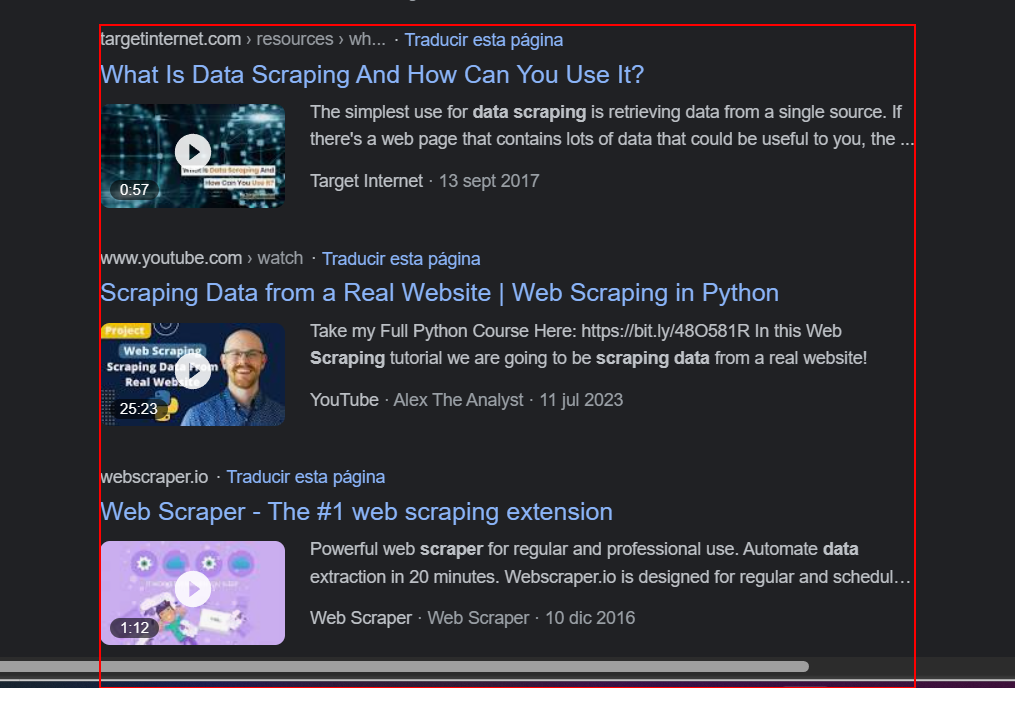 targetinternet.com › resources › wh... · Traducir esta página
What Is Data Scraping And How Can You Use It?
What Is Data Scraping And
How Can You Use It?
0:57
The simplest use for data scraping is retrieving data from a single source. If
there's a web page that contains lots of data that could be useful to you, the ...
Target Internet · 13 sept 2017
www.youtube.com › watch · Traducir esta página
Scraping Data from a Real Website | Web Scraping in Python
Project
Web Scraping
Scraping Data From
Real Website
25:23
Take my Full Python Course Here: https://bit.ly/48O581R In this Web
Scraping tutorial we are going to be scraping data from a real website!
YouTube · Alex The Analyst · 11 jul 2023
webscraper.io · Traducir esta página
Web Scraper - The #1 web scraping extension
1:12
Powerful web scraper for regular and professional use. Automate data
extraction in 20 minutes. Webscraper.io is designed for regular and schedul...
Web Scraper · Web Scraper · 10 dic 2016